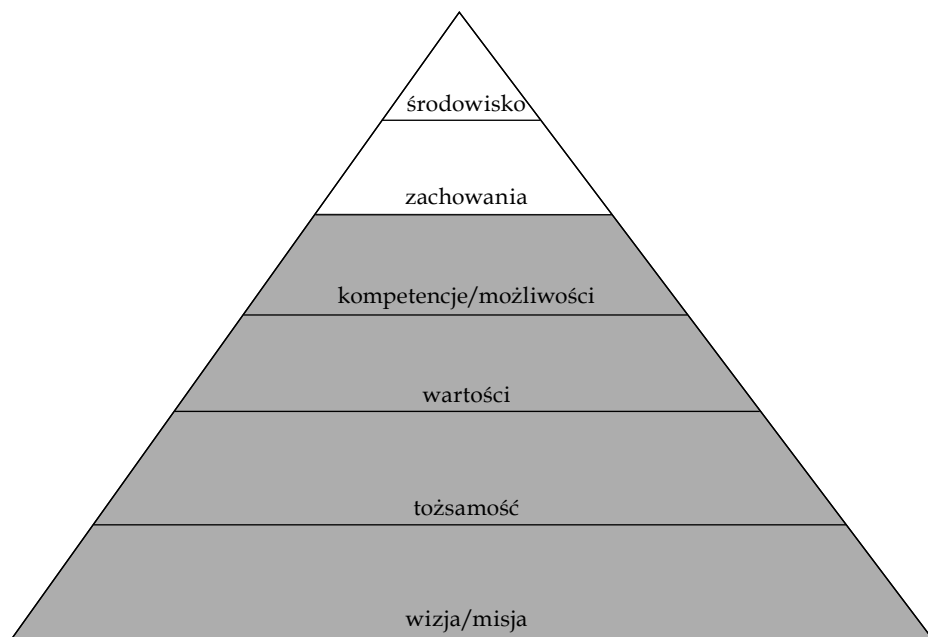 środowisko
zachowania
kompetencje/możliwości
wartości
tożsamość
wizja/misja